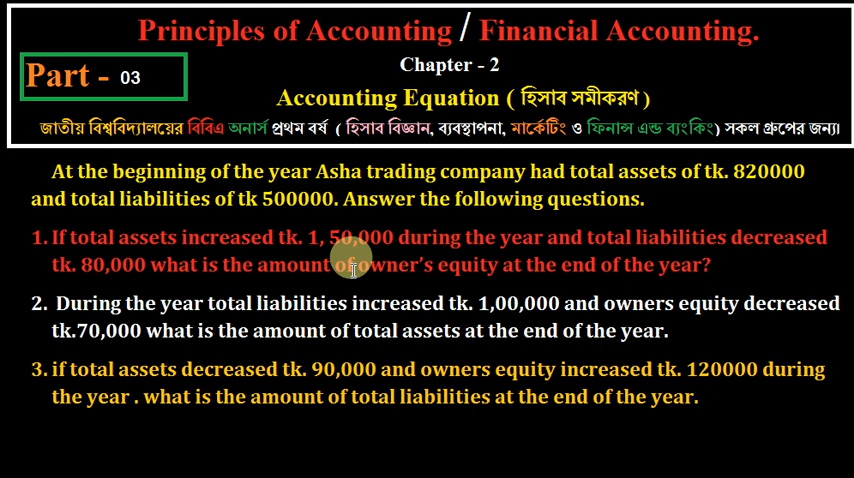 Principles of Accounting / Financial Accounting.
Part - 03
Chapter - 2
Accounting Equation ( হিসাব সমীকরণ )
জাতীয় বিশ্ববিদ্যালয়ের বিবিএ অনার্স প্রথম বর্ষ ( হিসাব বিজ্ঞান, ব্যবস্থাপনা, মার্কেটিং ও ফিনান্স এন্ড ব্যাংকিং) সকল গ্রুপের জন্য।
At the beginning of the year Asha trading company had total assets of tk. 820000
and total liabilities of tk 500000. Answer the following questions.
1. If total assets increased tk. 1, 50,000 during the year and total liabilities decreased
tk. 80,000 what is the amount of owner's equity at the end of the year?
2. During the year total liabilities increased tk. 1,00,000 and owners equity decreased
tk.70,000 what is the amount of total assets at the end of the year.
3. if total assets decreased tk. 90,000 and owners equity increased tk. 120000 during
the year . what is the amount of total liabilities at the end of the year.